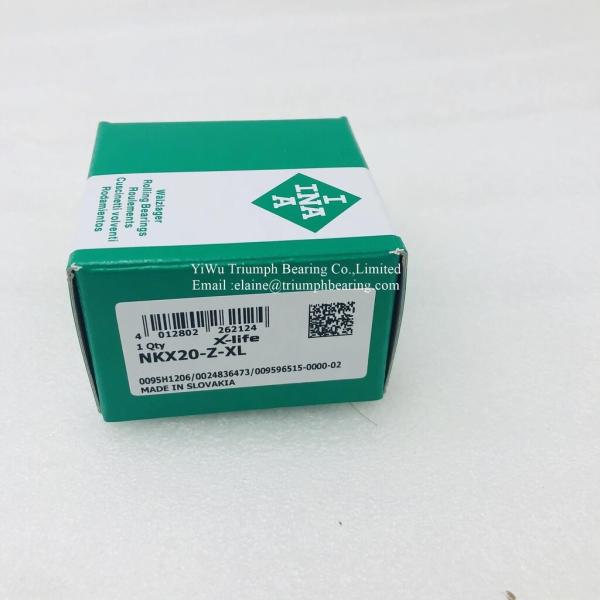 I
INA
A
Wälzlager
Rolling Bearings
Roulements
Cuscinetti volventi
Rodamientos
YiWu Triumph Bearing Co.,Limited
Email :elaine@triumphbearing.com
4 012802 262124
1 Qty X-life
NKX20-Z-XL
0095H1206/0024836473/009596515-0000-02
MADE IN SLOVAKIA